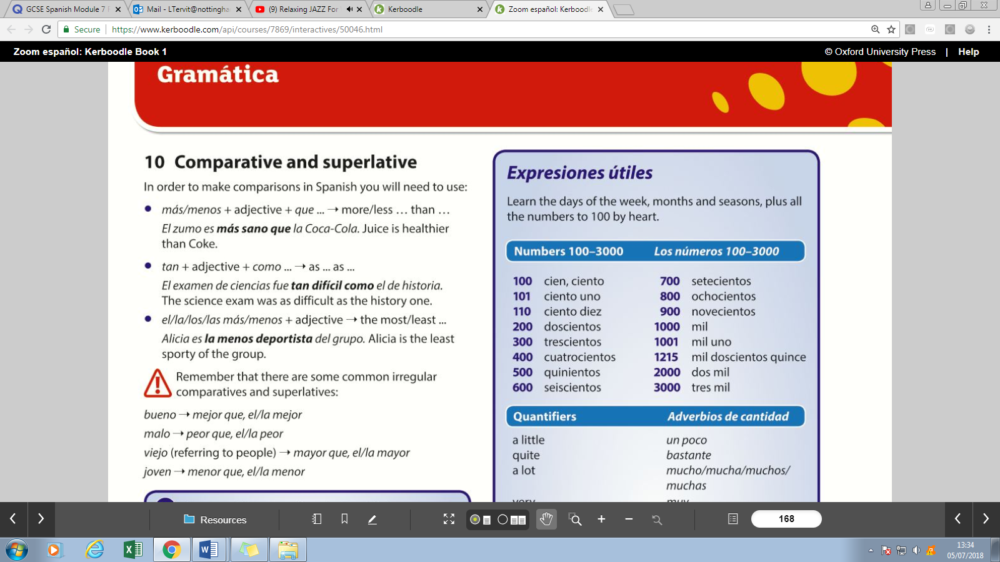 GCSE Spanish Module 7
Mail - LTervit@nottingha
(9) Relaxing JAZZ For
Kerboodle
Zoom español: Kerboodle
Secure
https://www.kerboodle.com/api/courses/7869/interactives/50046.html
Zoom español: Kerboodle Book 1
© Oxford University Press | Help
Gramática
10 Comparative and superlative
In order to make comparisons in Spanish you will need to use:
• más/menos + adjective + que ... → more/less … than …
El zumo es más sano que la Coca-Cola. Juice is healthier
than Coke.
• tan + adjective + como ... → as ... as ...
El examen de ciencias fue tan difícil como el de historia.
The science exam was as difficult as the history one.
• el/la/los/las más/menos + adjective → the most/least ...
Alicia es la menos deportista del grupo. Alicia is the least
sporty of the group.
Remember that there are some common irregular
comparatives and superlatives:
bueno → mejor que, el/la mejor
malo → peor que, el/la peor
viejo (referring to people) → mayor que, el/la mayor
joven → menor que, el/la menor
Expresiones útiles
Learn the days of the week, months and seasons, plus all
the numbers to 100 by heart.
Numbers 100–3000 Los números 100–3000
100 cien, ciento 700 setecientos
101 ciento uno 800 ochocientos
110 ciento diez 900 novecientos
200 doscientos 1000 mil
300 trescientos 1001 mil uno
400 cuatrocientos 1215 mil doscientos quince
500 quinientos 2000 dos mil
600 seiscientos 3000 tres mil
Quantifiers Adverbios de cantidad
a little un poco
quite bastante
a lot mucho/mucha/muchos/
muchas
very muy
Resources
168
13:34
05/07/2018